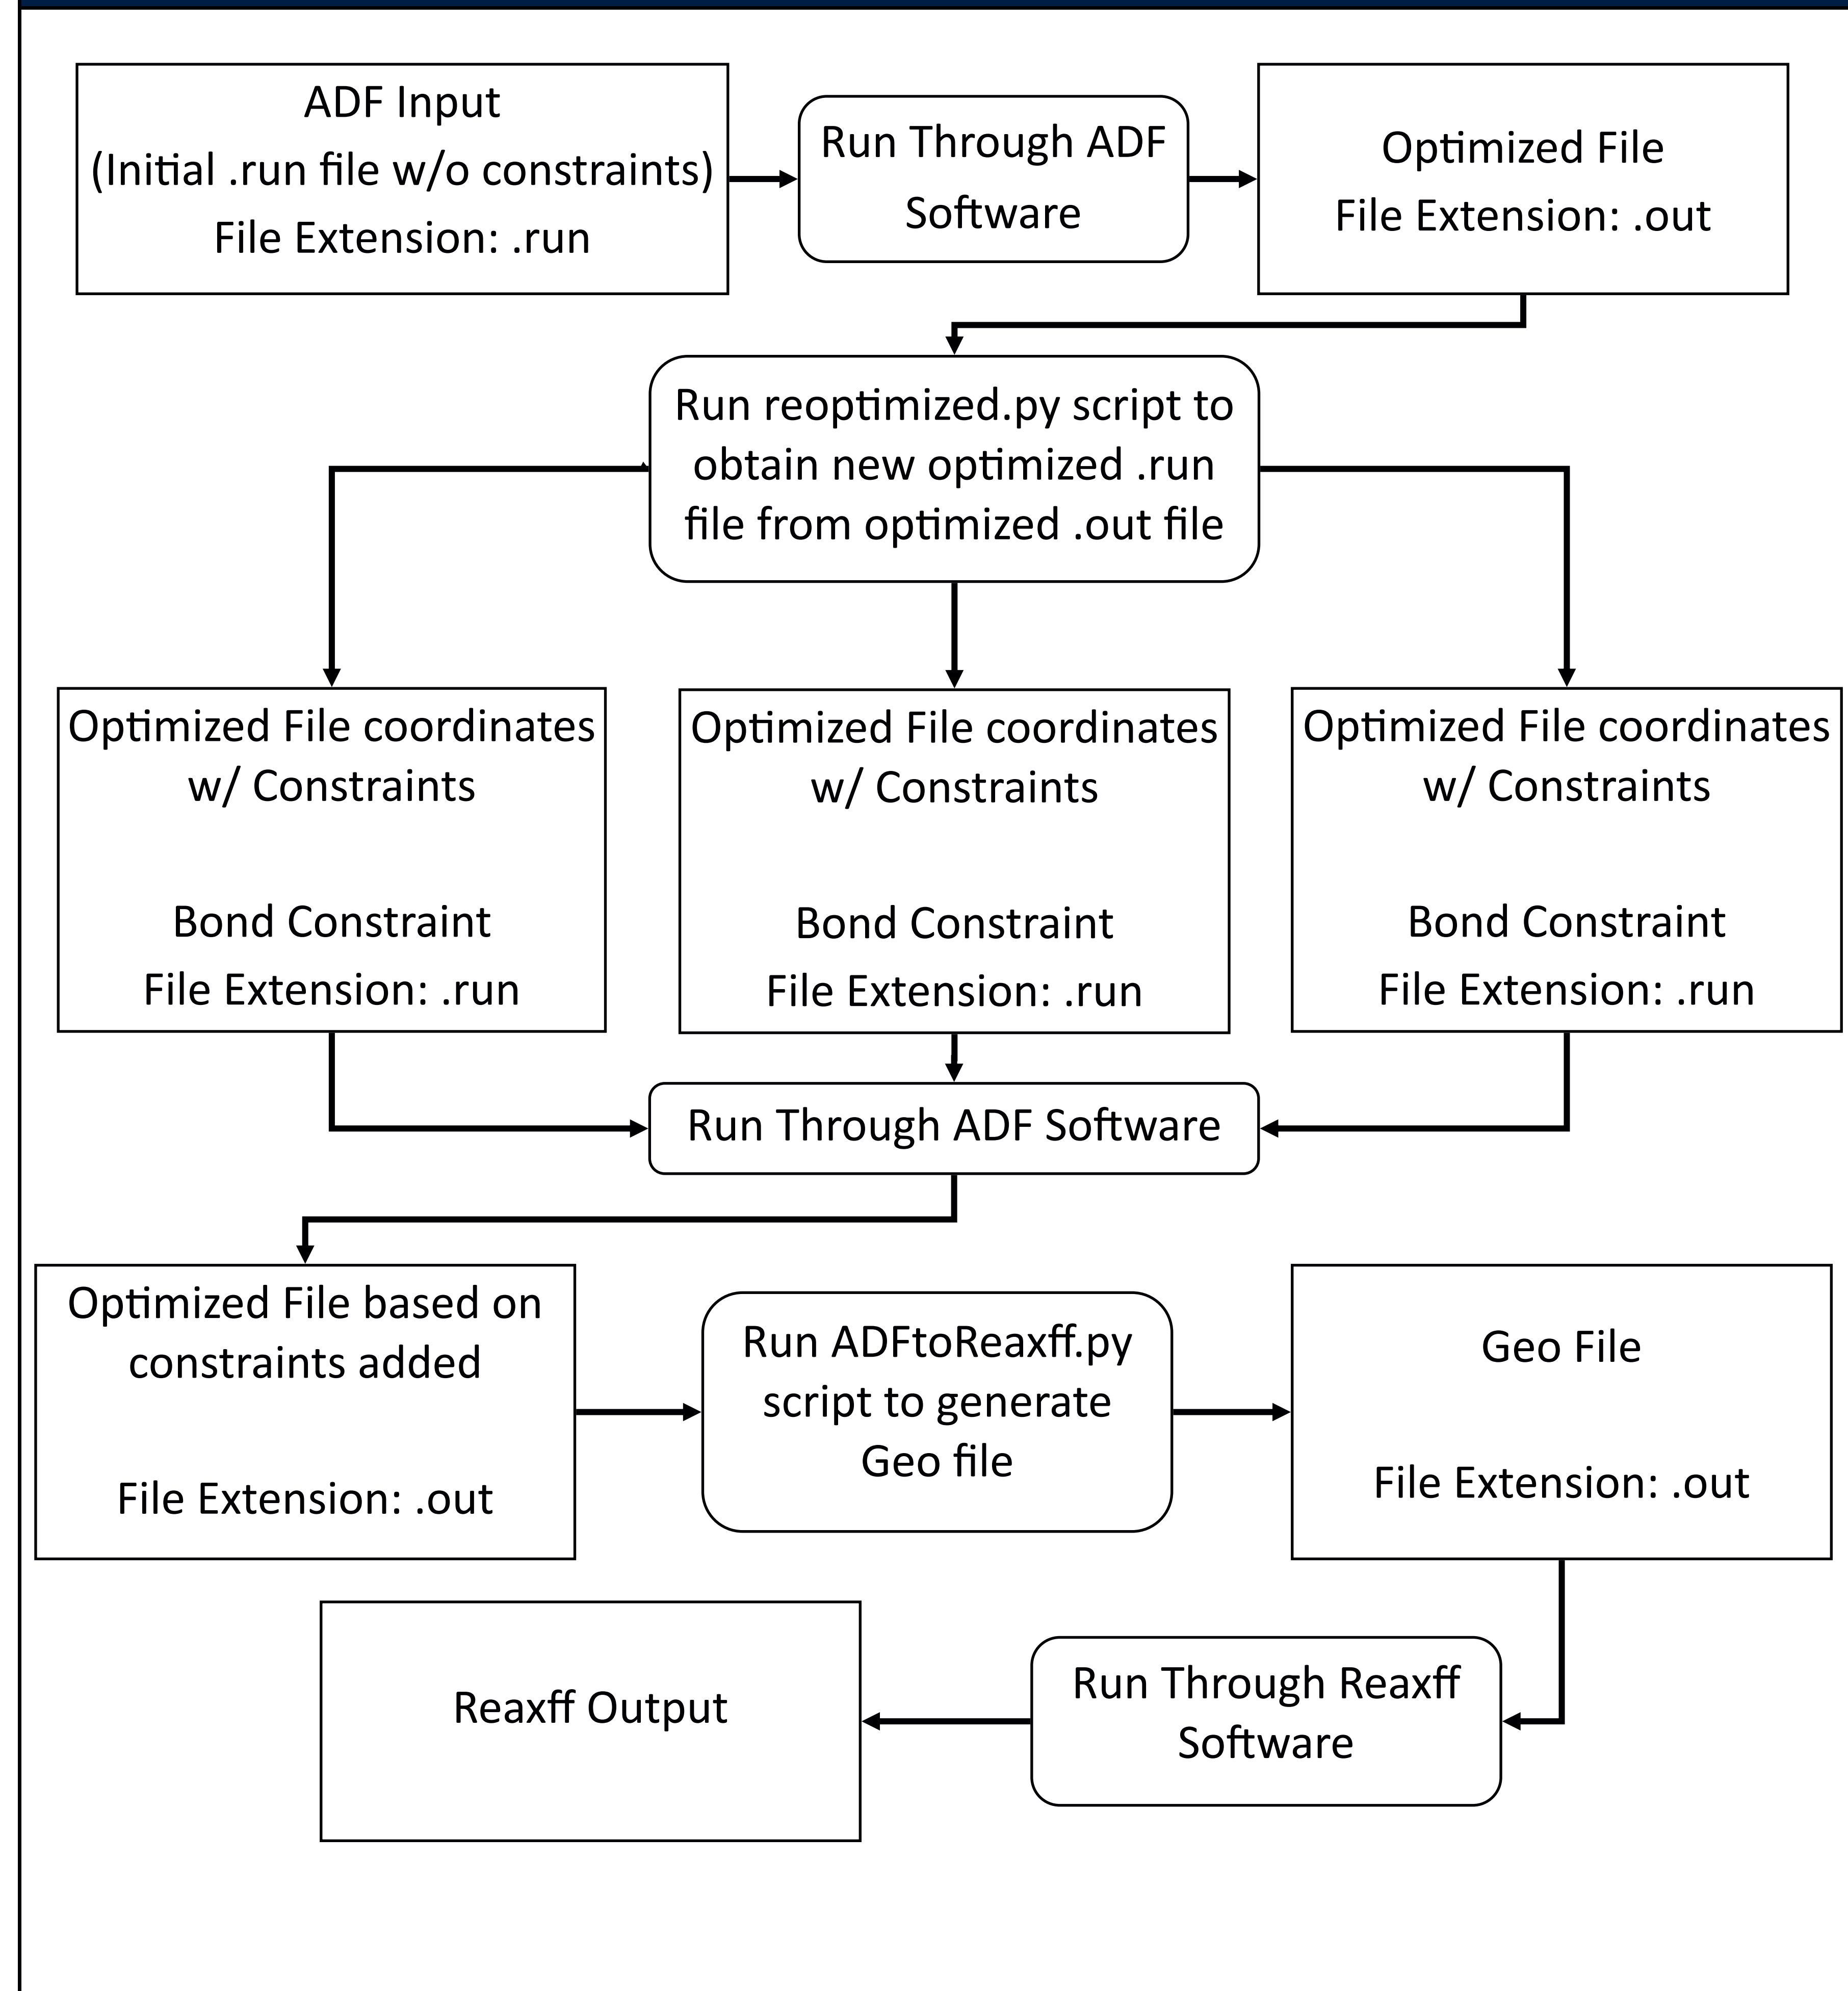 ADF Input
(Initial .run file w/o constraints)
File Extension: .run
Run Through ADF
Software
Optimized File
File Extension: .out
Run reoptimized.py script to
obtain new optimized .run
file from optimized .out file
Optimized File coordinates
w/ Constraints
Bond Constraint
File Extension: .run
Optimized File coordinates
w/ Constraints
Bond Constraint
File Extension: .run
Optimized File coordinates
w/ Constraints
Bond Constraint
File Extension: .run
Run Through ADF Software
Optimized File based on
constraints added
File Extension: .out
Run ADFtoReaxff.py
script to generate
Geo file
Geo File
File Extension: .out
Reaxff Output
Run Through Reaxff
Software